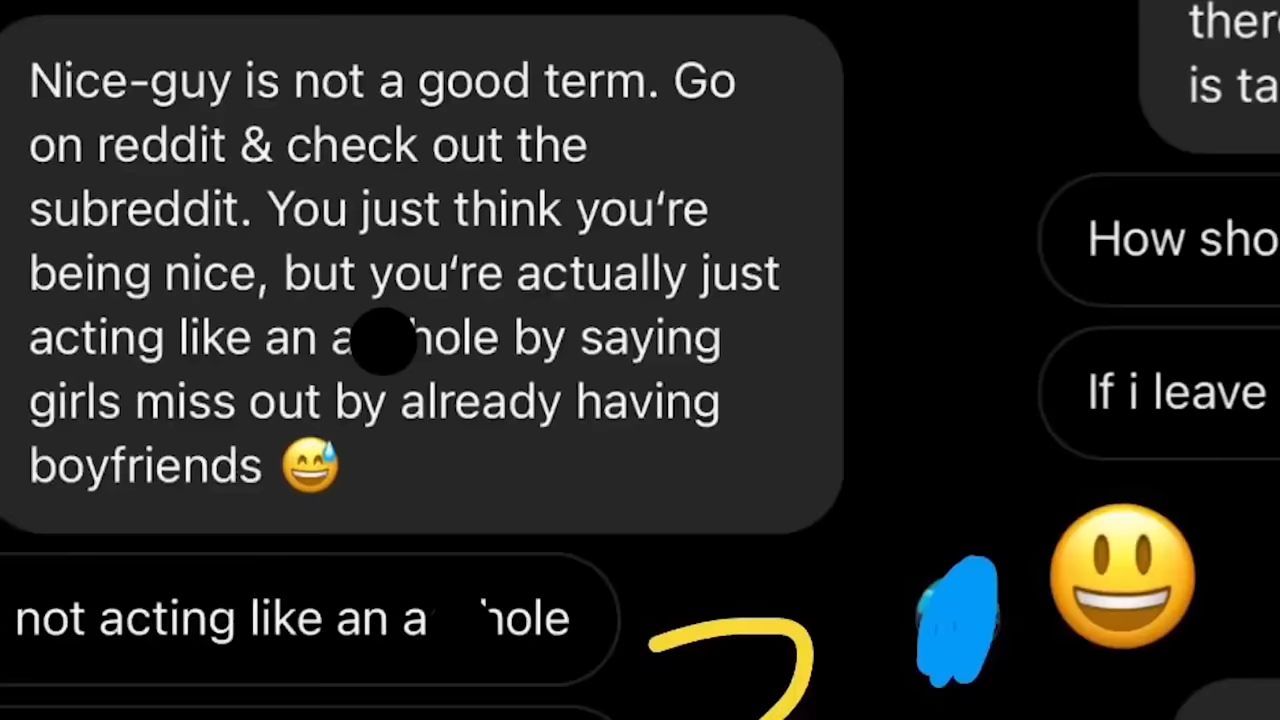 Nice-guy is not a good term. Go
on reddit & check out the
subreddit. You just think you‘re
being nice, but you‘re actually just
acting like an a hole by saying
girls miss out by already having
boyfriends 😅
not acting like an a hole
is ta
How sho
If i leave